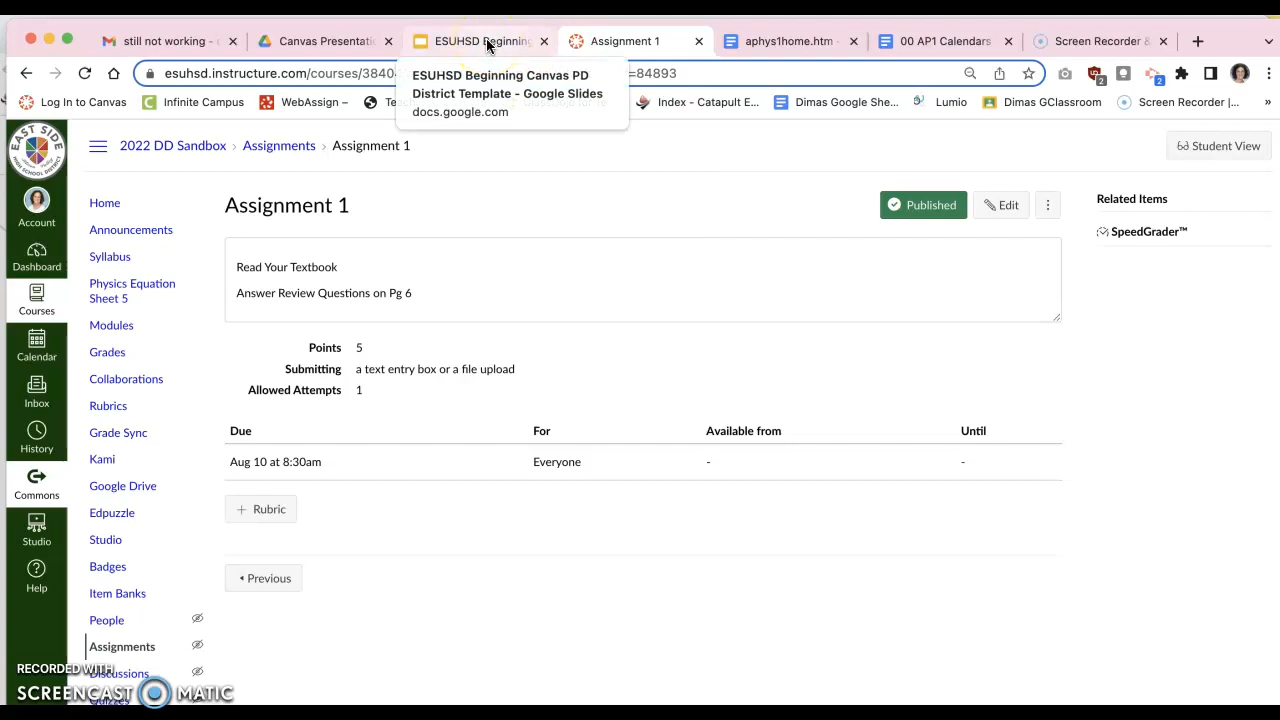 still not working -
Canvas Presentati
ESUHSD Beginning
Assignment 1
aphys1home.htm
00 AP1 Calendars
Screen Recorder &
esuhsd.instructure.com/courses/3840
=84893
2
2
ESUHSD Beginning Canvas PD
District Template - Google Slides
docs.google.com
Log In to Canvas
Infinite Campus
WebAssign –
Index - Catapult E...
Dimas Google She...
Lumio
Dimas GClassroom
Screen Recorder |...
»
EAST SIDE
2022 DD Sandbox › Assignments › Assignment 1
Student View
Account
Dashboard
Courses
Calendar
Inbox
History
Commons
Studio
Help
Home
Announcements
Syllabus
Physics Equation
Sheet 5
Modules
Grades
Collaborations
Rubrics
Grade Sync
Kami
Google Drive
Edpuzzle
Studio
Badges
Item Banks
People
Assignments
Discussions
Quizzes
Assignment 1
Published
Edit
Read Your Textbook
Answer Review Questions on Pg 6
Points 5
Submitting a text entry box or a file upload
Allowed Attempts 1
Due For Available from Until
Aug 10 at 8:30am Everyone - -
+ Rubric
Previous
Related Items
SpeedGrader™
RECORDED WITH
SCREENCAST MATIC